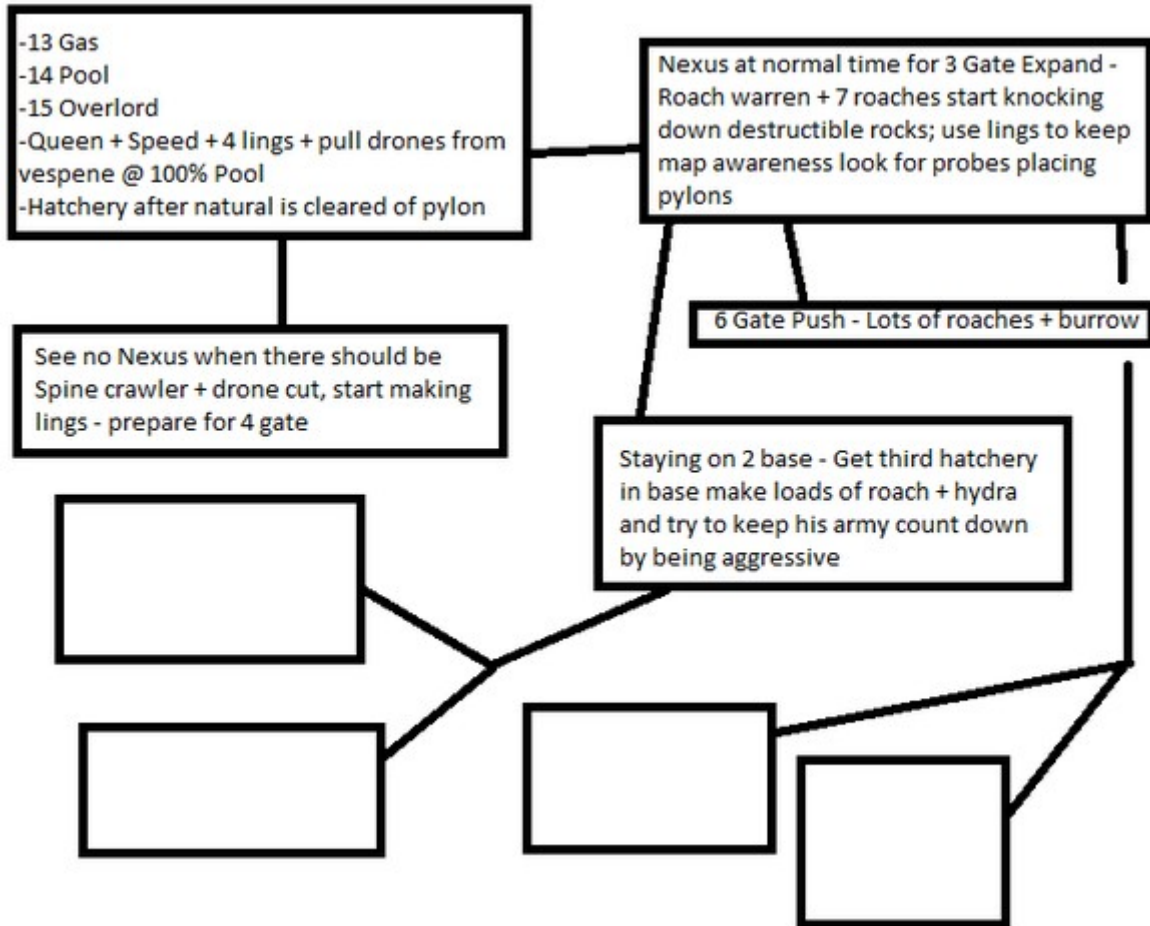 -13 Gas
-14 Pool
-15 Overlord
-Queen + Speed + 4 lings + pull drones from
vespene @ 100% Pool
-Hatchery after natural is cleared of pylon
Nexus at normal time for 3 Gate Expand -
Roach warren + 7 roaches start knocking
down destructible rocks; use lings to keep
map awareness look for probes placing
pylons
6 Gate Push - Lots of roaches + burrow
See no Nexus when there should be
Spine crawler + drone cut, start making
lings - prepare for 4 gate
Staying on 2 base - Get third hatchery
in base make loads of roach + hydra
and try to keep his army count down
by being aggressive